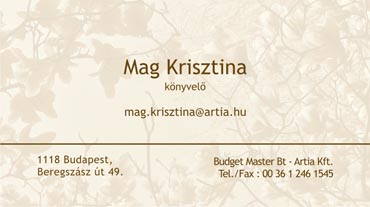 Mag Krisztina
könyvelő
mag.krisztina@artia.hu
1118 Budapest,
Beregszász út 49.
Budget Master Bt - Artia Kft.
Tel./Fax : 00 36 1 246 1545